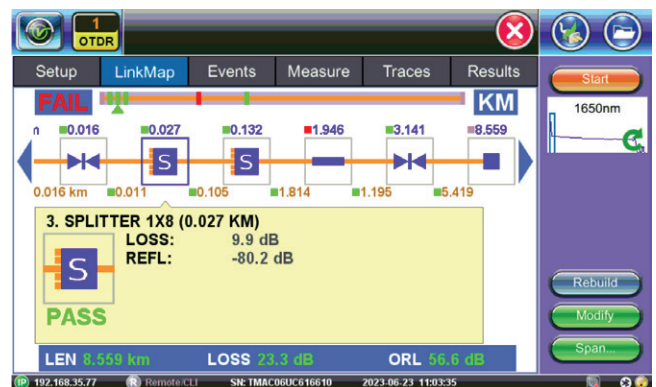 1
OTDR
Setup LinkMap Events Measure Traces Results
Start
FAIL KM
1650nm
n 0.016 0.027 0.132 1.946 3.141 8.559
S S
0.016 km 0.011 0.105 1.814 1.195 5.419
3. SPLITTER 1X8 (0.027 KM)
LOSS: 9.9 dB
REFL: -80.2 dB
S
PASS
Rebuild
Modify
Span...
LEN 8.559 km LOSS 23.3 dB ORL 56.6 dB
IP 192.168.35.77 R Remote/CLI SN: TMAC06UC616610 2023-06-23 11:03:35